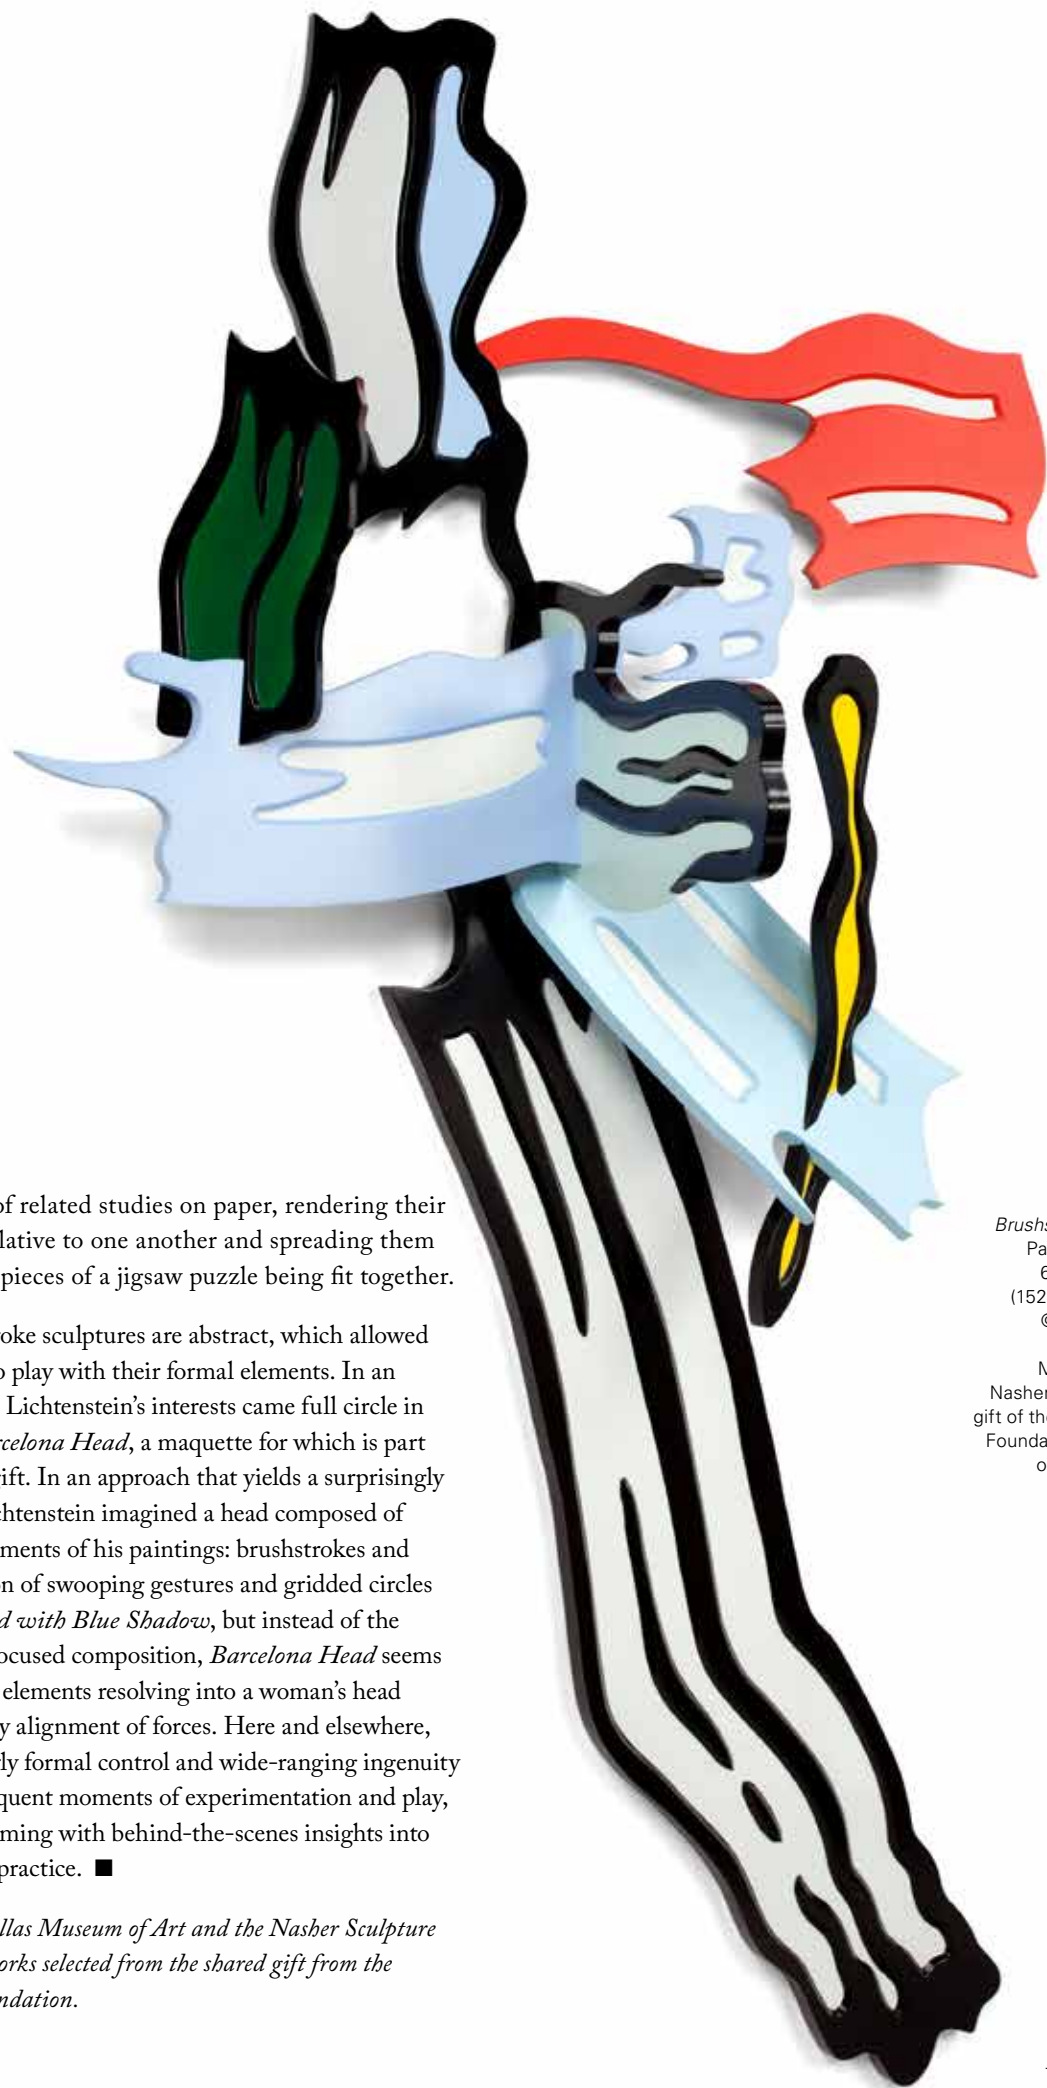 of related studies on paper, rendering their
lative to one another and spreading them
pieces of a jigsaw puzzle being fit together.
oke sculptures are abstract, which allowed
o play with their formal elements. In an
Lichtenstein's interests came full circle in
rcelona Head, a maquette for which is part
ift. In an approach that yields a surprisingly
chtenstein imagined a head composed of
ments of his paintings: brushstrokes and
on of swooping gestures and gridded circles
d with Blue Shadow, but instead of the
ocused composition, Barcelona Head seems
elements resolving into a woman's head
y alignment of forces. Here and elsewhere,
rly formal control and wide-ranging ingenuity
quent moments of experimentation and play,
ming with behind-the-scenes insights into
practice. ■
llas Museum of Art and the Nasher Sculpture
orks selected from the shared gift from the
ndation.
Brushs
Pa
6
(152
©
M
Nasher
gift of the
Founda
o